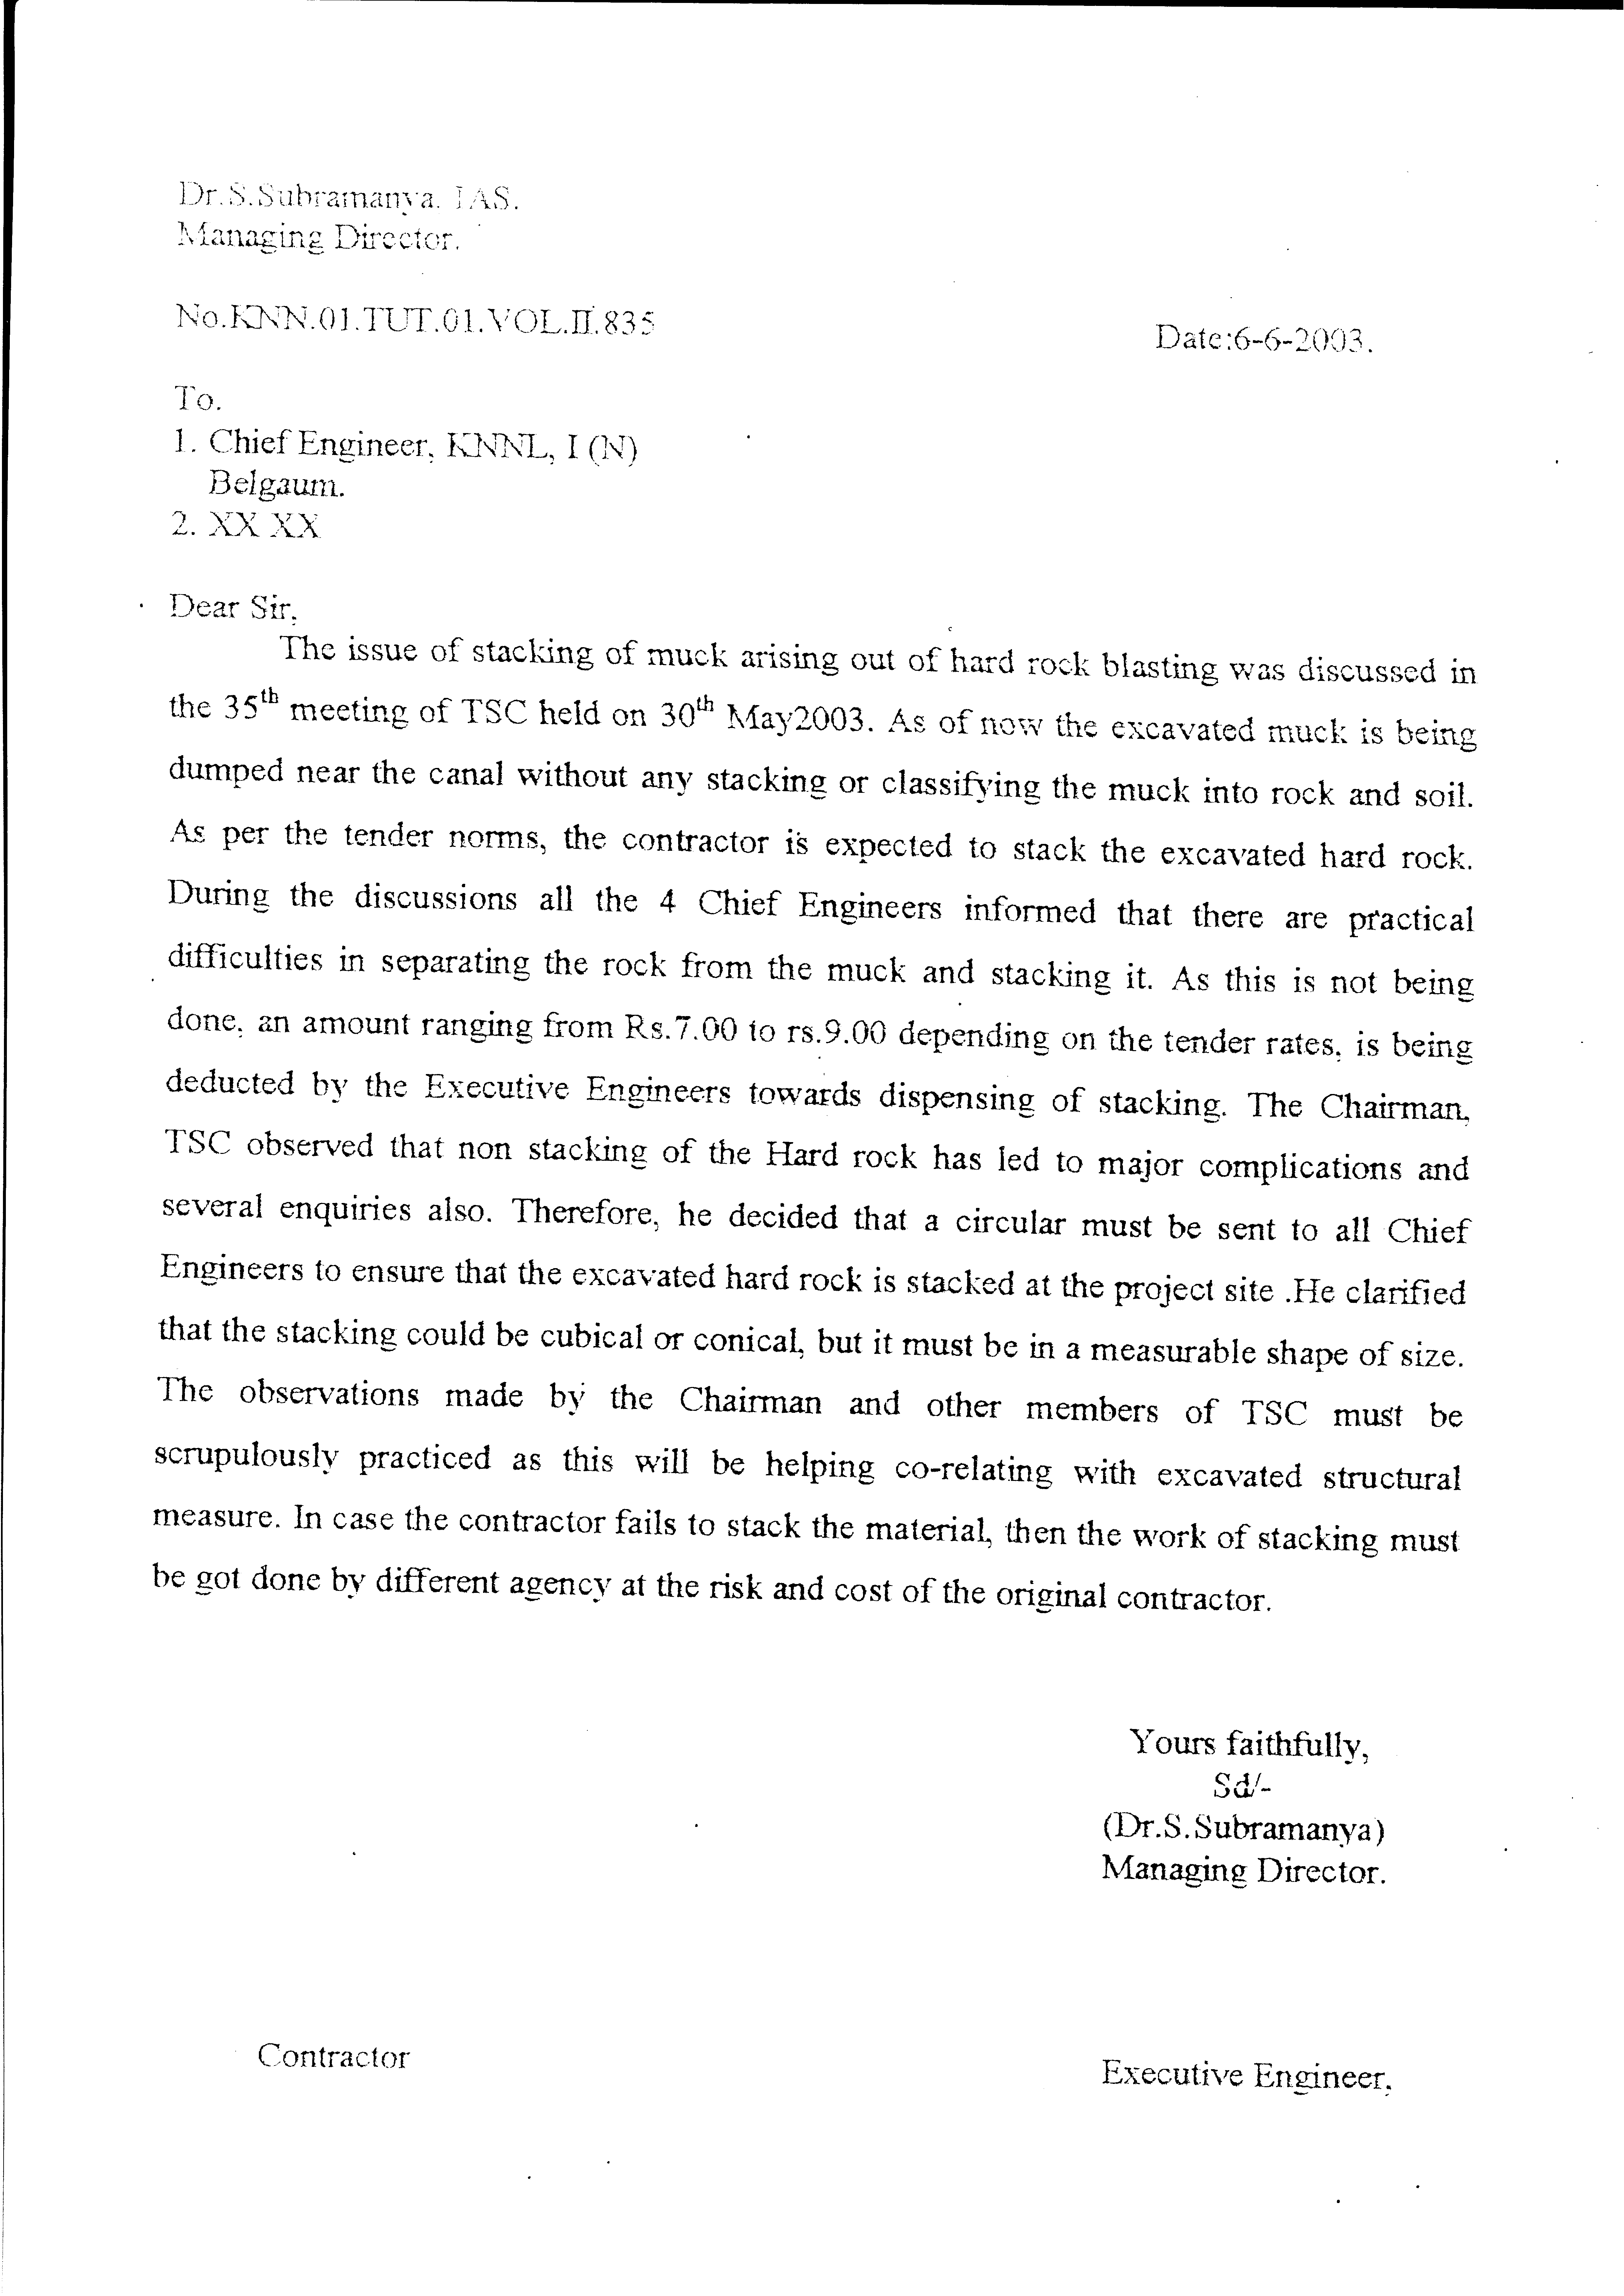 Dr.S.Subramanya. IAS.
Managing Director.
No.KNN.01.TUT.01.VOL.II.835
Date:6-6-2003.
To.
1. Chief Engineer, KNNL, I (N)
Belgaum.
2. XX XX
Dear Sir,
The issue of stacking of muck arising out of hard rock blasting was discussed in
the 35th meeting of TSC held on 30th May2003. As of now the excavated muck is being
dumped near the canal without any stacking or classifying the muck into rock and soil.
As per the tender norms, the contractor is expected to stack the excavated hard rock.
During the discussions all the 4 Chief Engineers informed that there are practical
difficulties in separating the rock from the muck and stacking it. As this is not being
done, an amount ranging from Rs.7.00 to rs.9.00 depending on the tender rates, is being
deducted by the Executive Engineers towards dispensing of stacking. The Chairman,
TSC observed that non stacking of the Hard rock has led to major complications and
several enquiries also. Therefore, he decided that a circular must be sent to all Chief
Engineers to ensure that the excavated hard rock is stacked at the project site .He clarified
that the stacking could be cubical or conical, but it must be in a measurable shape of size.
The observations made by the Chairman and other members of TSC must be
scrupulously practiced as this will be helping co-relating with excavated structural
measure. In case the contractor fails to stack the material, then the work of stacking must
be got done by different agency at the risk and cost of the original contractor.
Yours faithfully,
Sd/-
(Dr.S.Subramanya)
Managing Director.
Contractor
Executive Engineer,